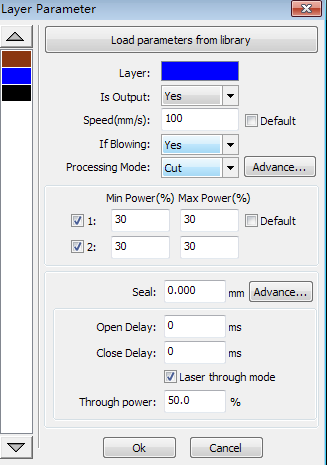 Layer Parameter
Load parameters from library
Layer:
Is Output: Yes
Speed(mm/s): 100 Default
If Blowing: Yes
Processing Mode: Cut Advance...
Min Power(%) Max Power(%)
1: 30 30 Default
2: 30 30
Seal: 0.000 mm Advance...
Open Delay: 0 ms
Close Delay: 0 ms
Laser through mode
Through power: 50.0 %
Ok Cancel